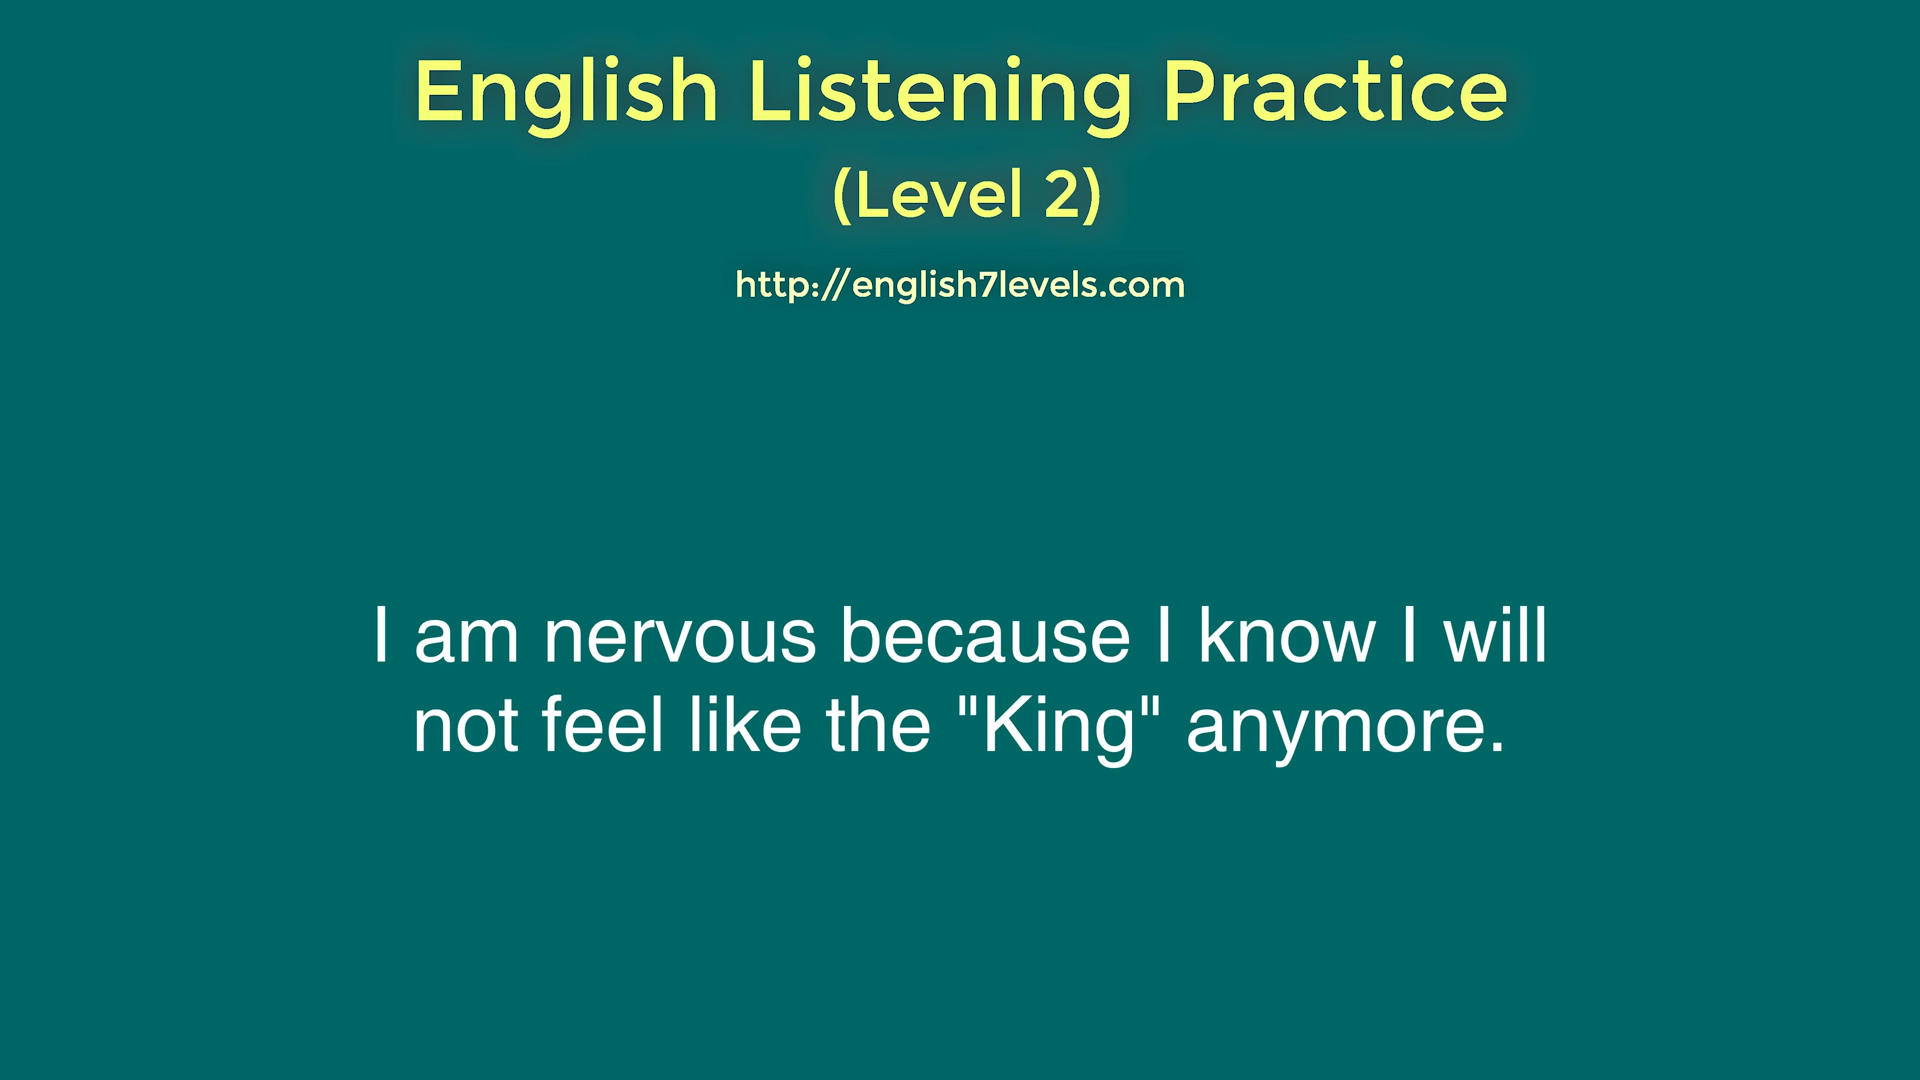 English Listening Practice
(Level 2)
http://english7levels.com
I am nervous because I know I will
not feel like the "King" anymore.